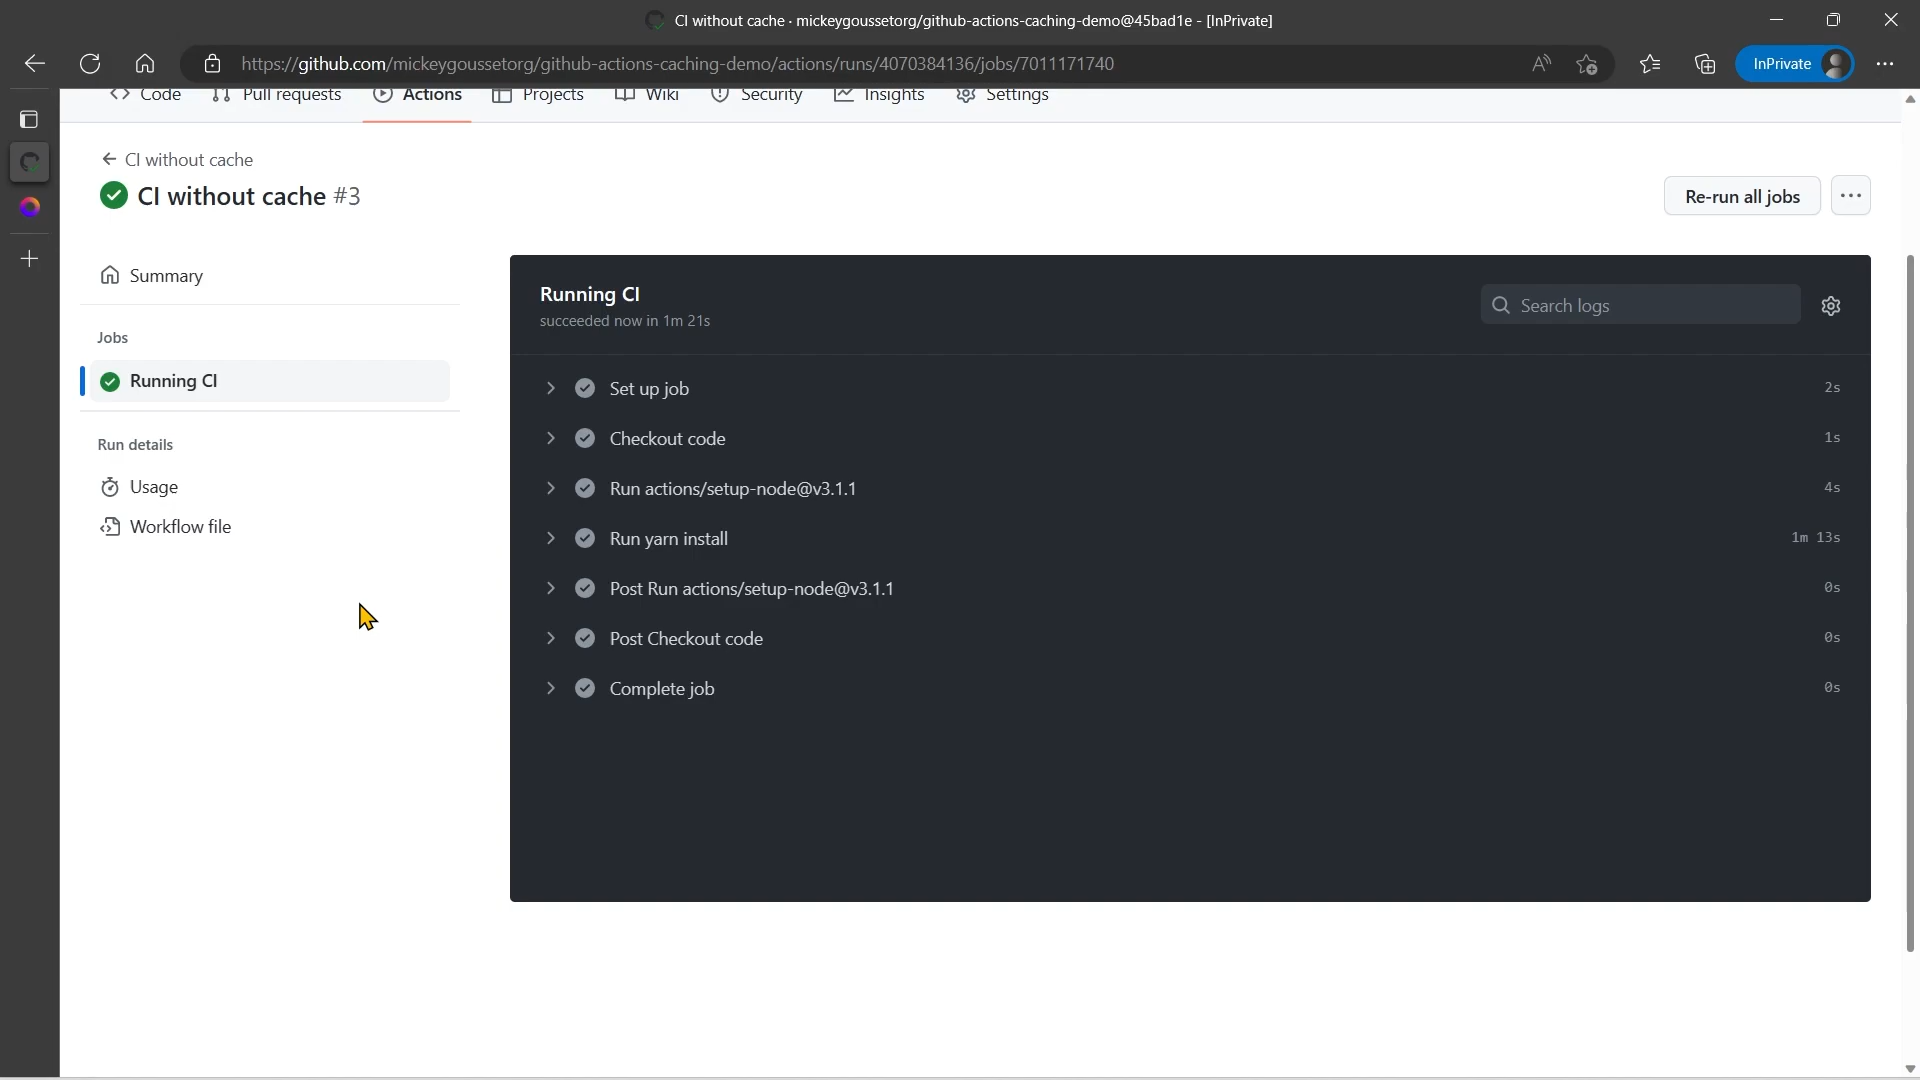 CI without cache · mickeygoussetorg/github-actions-caching-demo@45bad1e - [InPrivate]
https://github.com/mickeygoussetorg/github-actions-caching-demo/actions/runs/4070384136/jobs/7011171740
InPrivate
Code Pull requests Actions Projects Wiki Security Insights Settings
CI without cache
CI without cache #3
Re-run all jobs
Summary
Jobs
Running CI
Run details
Usage
Workflow file
Running CI
succeeded now in 1m 21s
Search logs
Set up job 2s
Checkout code 1s
Run actions/setup-node@v3.1.1 4s
Run yarn install 1m 13s
Post Run actions/setup-node@v3.1.1 0s
Post Checkout code 0s
Complete job 0s